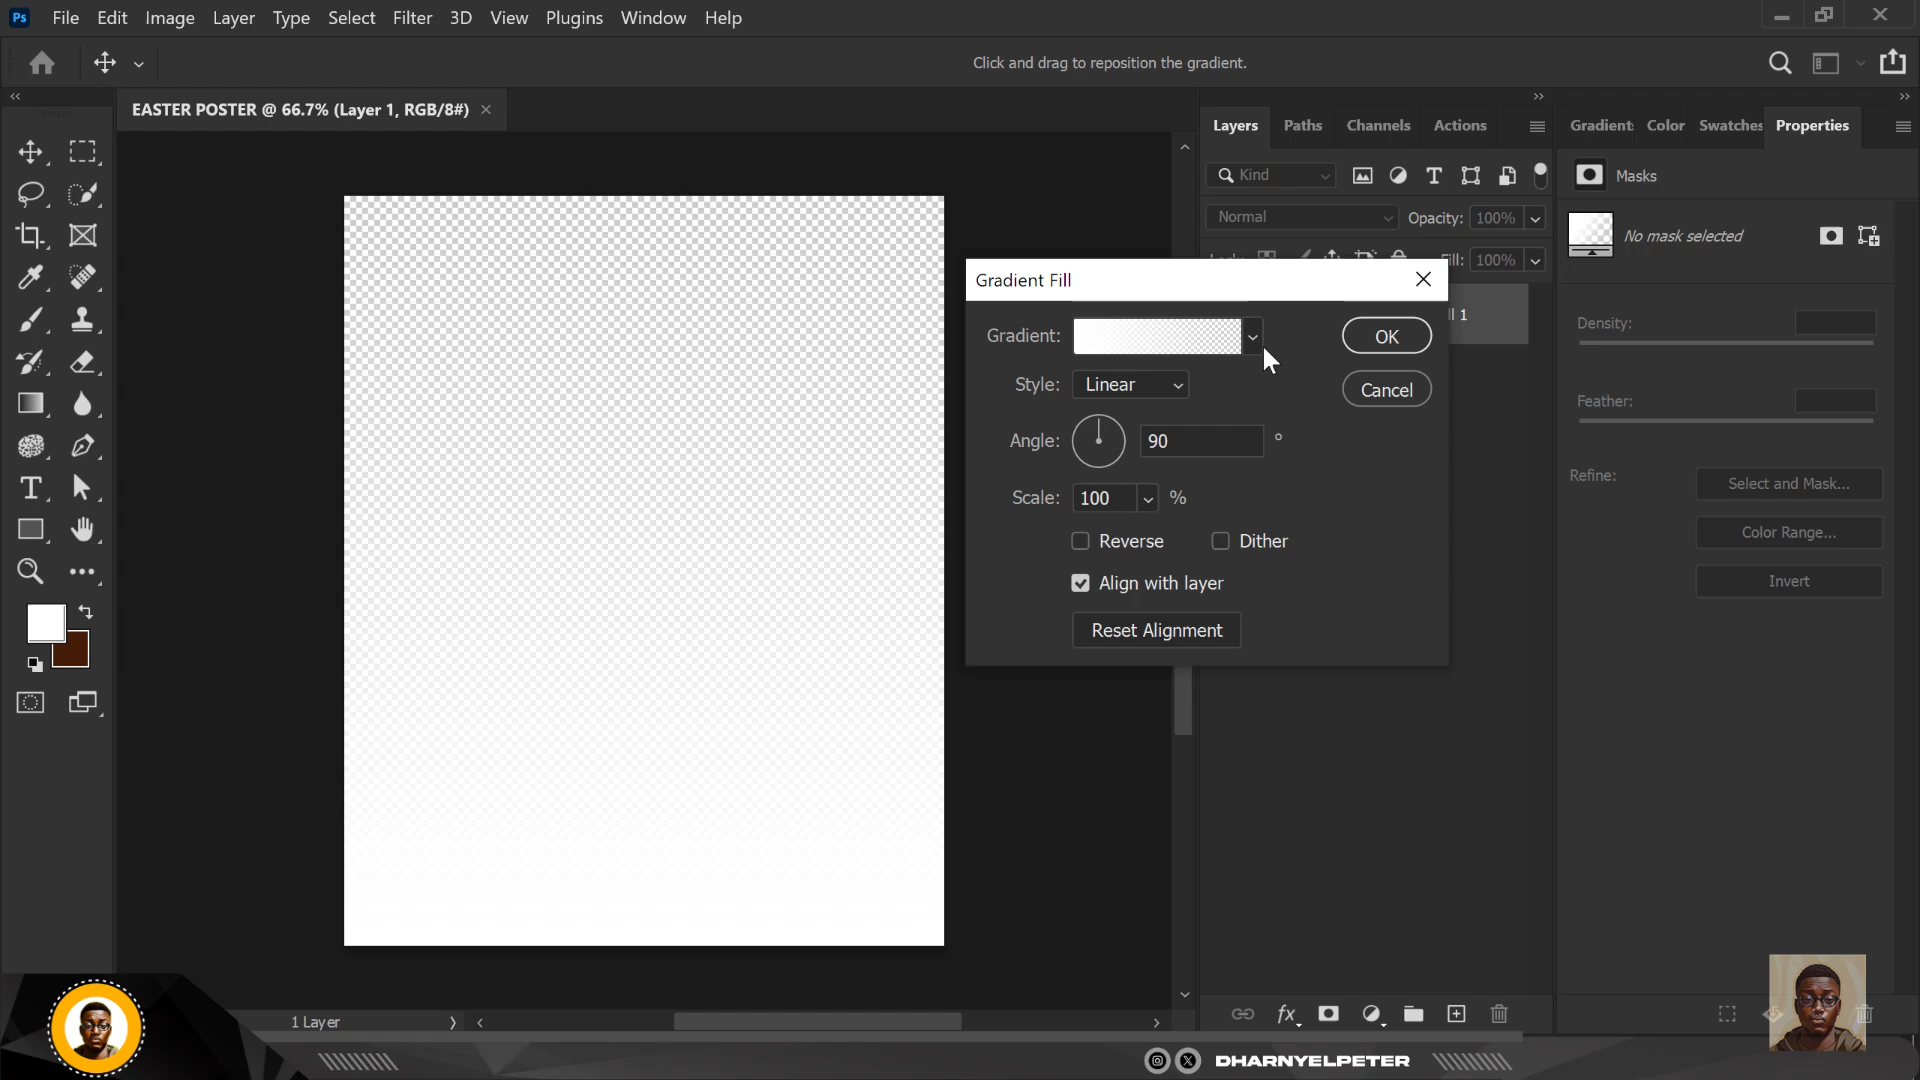 Ps File Edit Image Layer Type Select Filter 3D View Plugins Window Help
Click and drag to reposition the gradient.
EASTER POSTER @ 66.7% (Layer 1, RGB/8#)
Layers Paths Channels Actions
Color Swatches Properties
Kind
Masks
Normal Opacity: 100%
No mask selected
Fill: 100%
Gradient Fill
Gradient:
OK
Style: Linear
Cancel
Angle: 90 °
Scale: 100 %
Reverse Dither
Align with layer
Reset Alignment
Density:
Feather:
Refine:
Select and Mask...
Color Range...
Invert
1 Layer
fx
DHARNYELPETER